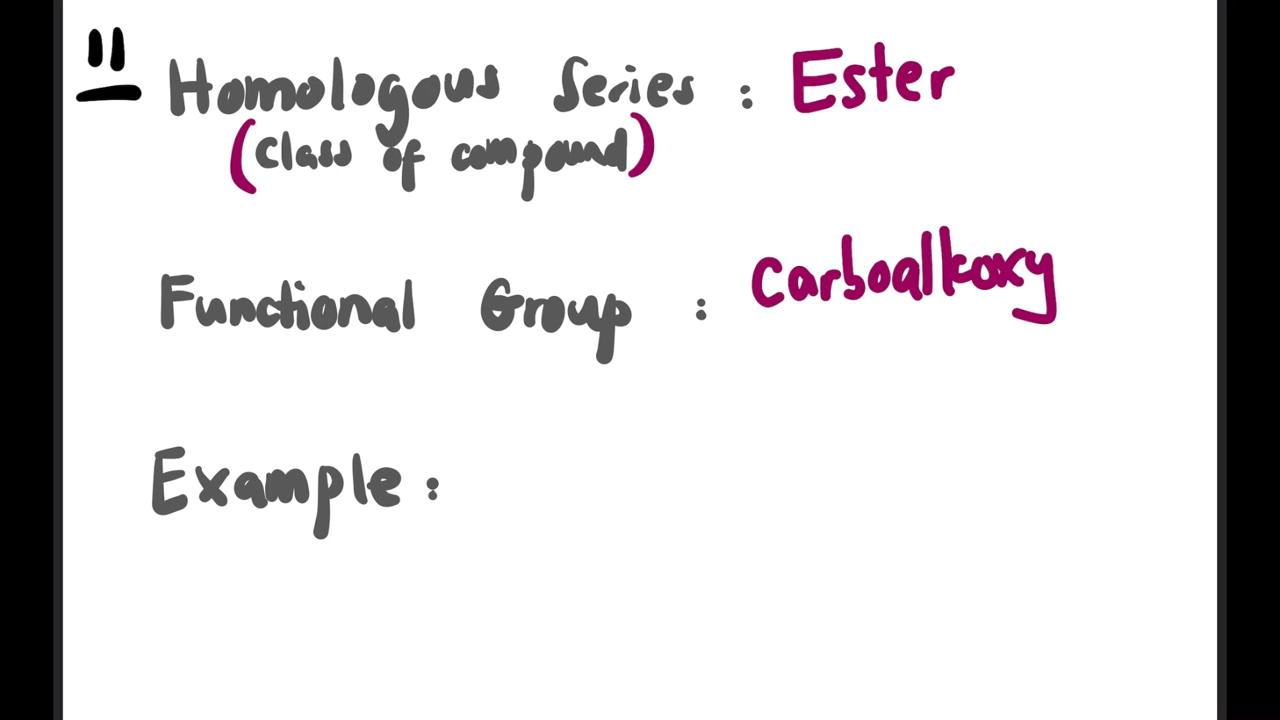 11 Homologous Series : Ester
(Class of compound)
Functional Group : Carboalkoxy
Example :